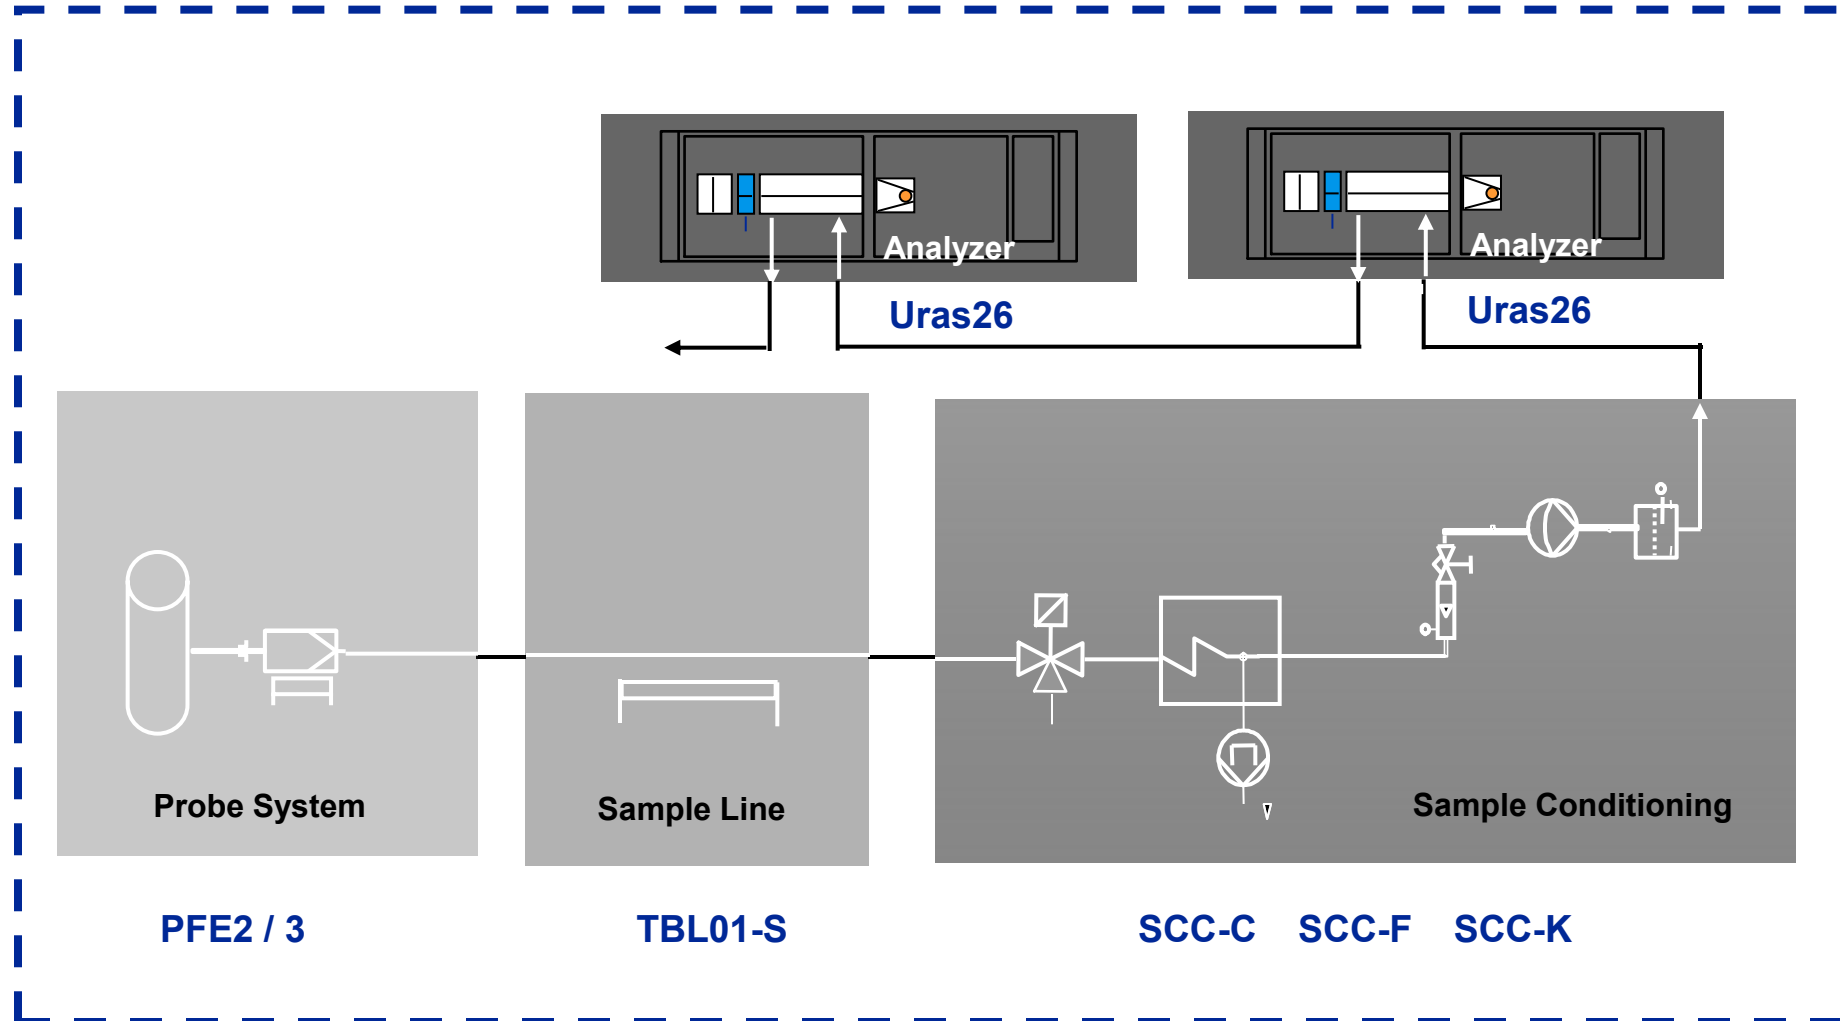 Analyzer
Analyzer
Uras26
Uras26
Probe System
Sample Line
Sample Conditioning
PFE2 / 3
TBL01-S
SCC-C SCC-F SCC-K